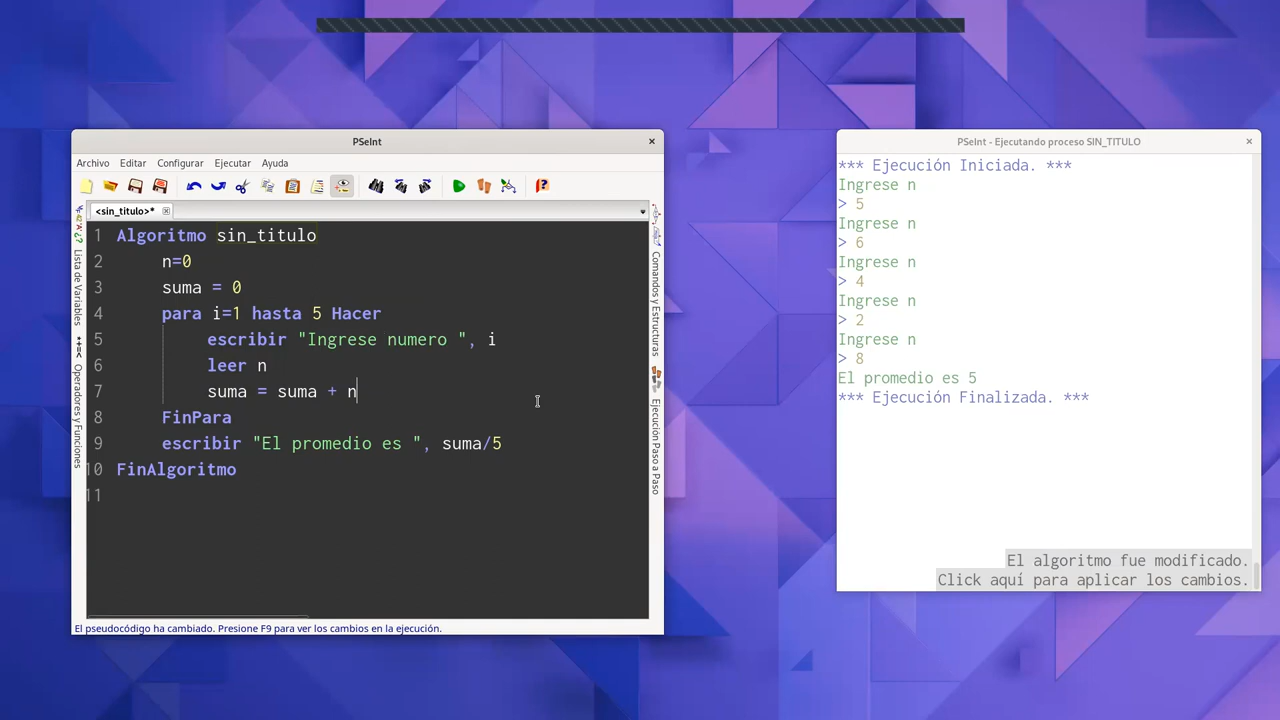 PSeInt
Archivo Editar Configurar Ejecutar Ayuda
<sin_titulo>*
1 Algoritmo sin_titulo
2 n=0
3 suma = 0
4 para i=1 hasta 5 Hacer
5 escribir "Ingrese numero ", i
6 leer n
7 suma = suma + n
8 FinPara
9 escribir "El promedio es ", suma/5
10 FinAlgoritmo
11
Lista de Variables
Operadores y Funciones
Comandos y Estructuras
Ejecución Paso a Paso
El pseudocódigo ha cambiado. Presione F9 para ver los cambios en la ejecución.
PSeInt - Ejecutando proceso SIN_TITULO
*** Ejecución Iniciada. ***
Ingrese n
> 5
Ingrese n
> 6
Ingrese n
> 4
Ingrese n
> 2
Ingrese n
> 8
El promedio es 5
*** Ejecución Finalizada. ***
El algoritmo fue modificado.
Click aquí para aplicar los cambios.